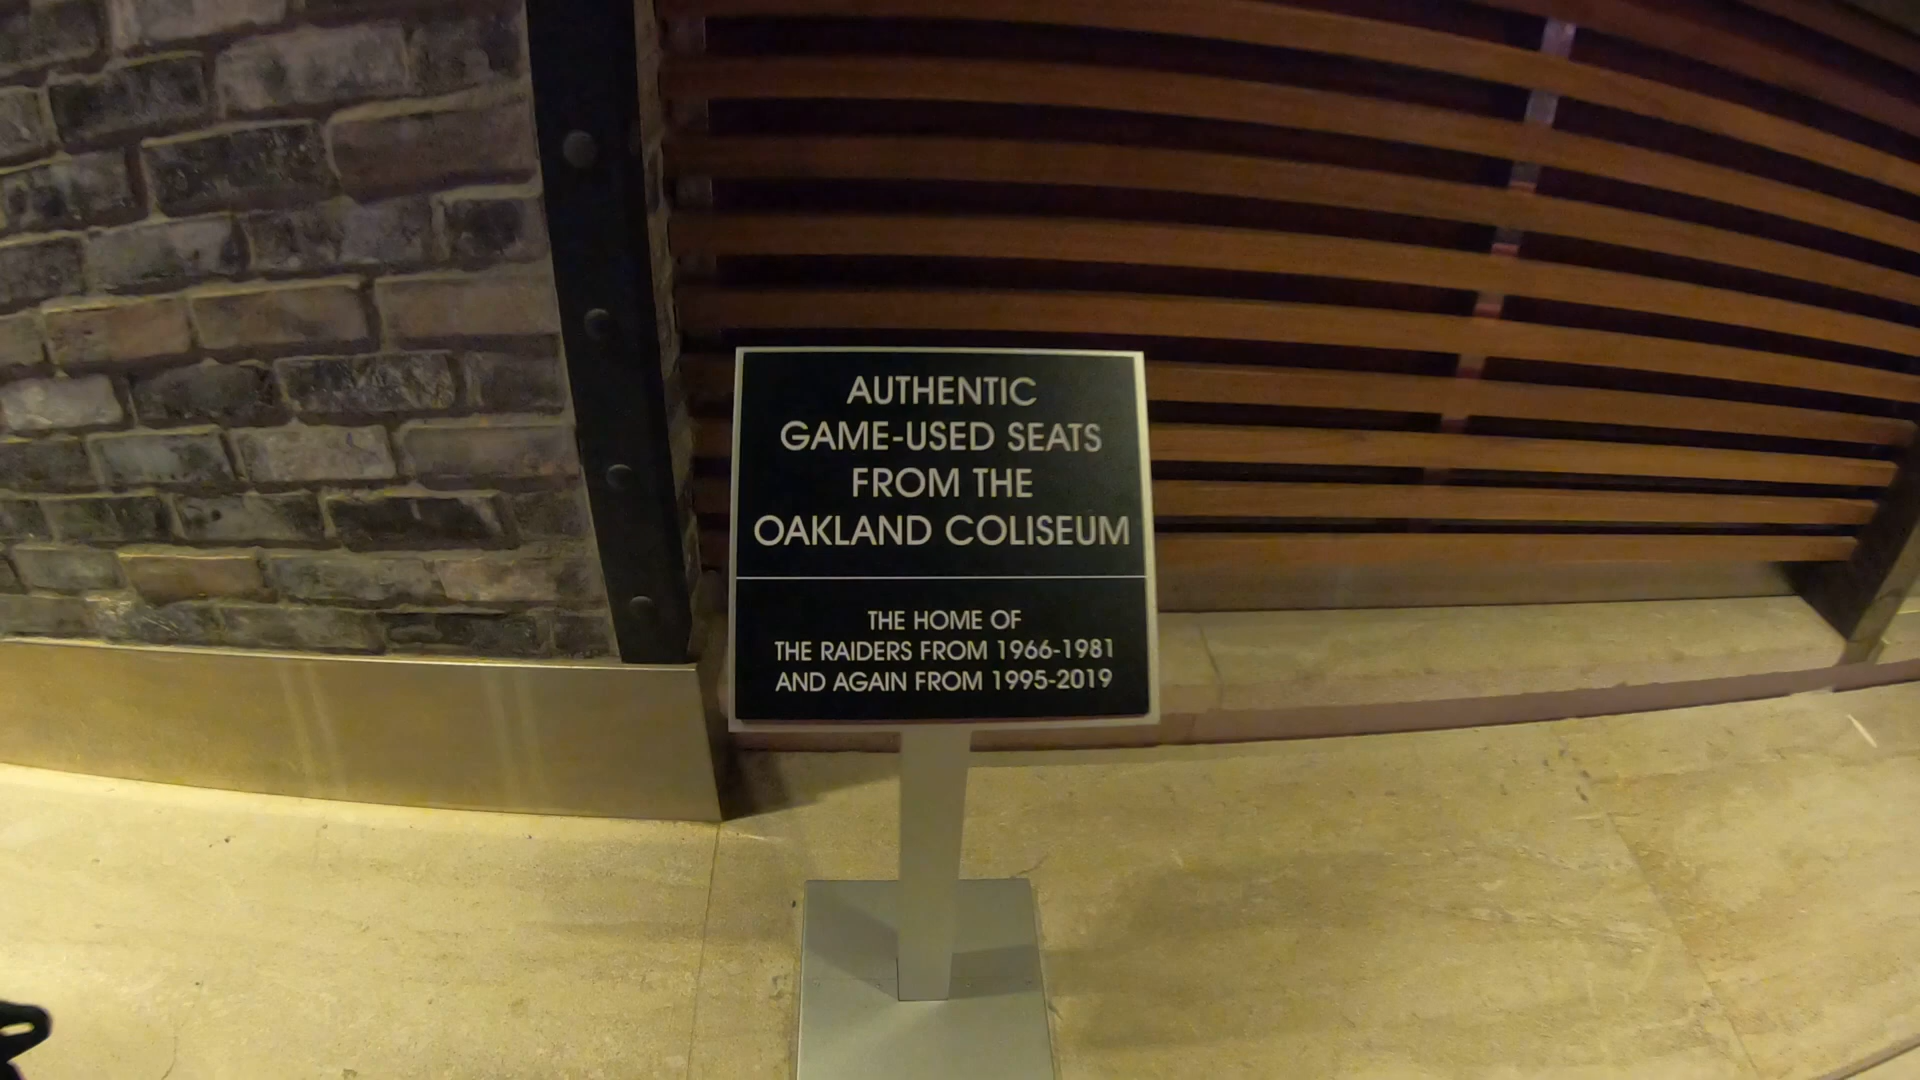 AUTHENTIC
GAME-USED SEATS
FROM THE
OAKLAND COLISEUM
THE HOME OF
THE RAIDERS FROM 1966-1981
AND AGAIN FROM 1995-2019